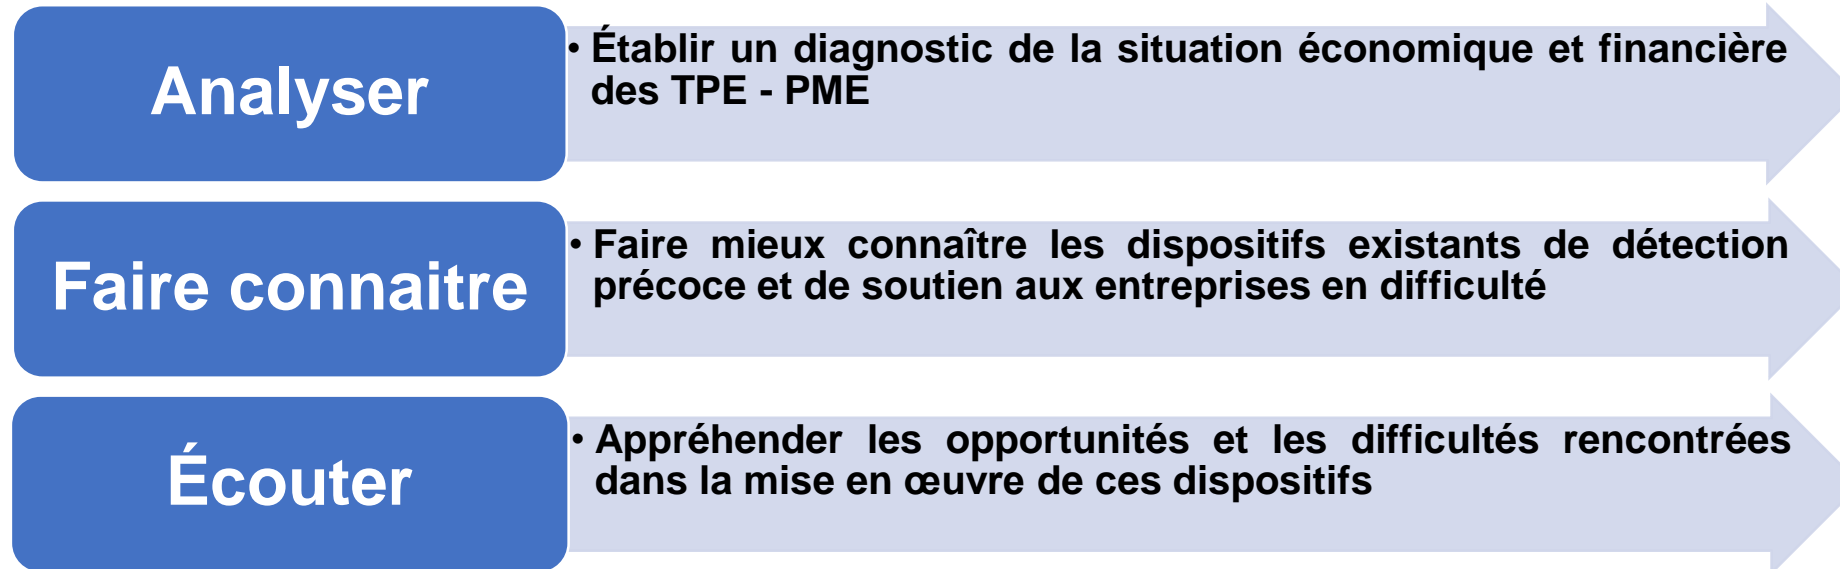 Analyser
• Établir un diagnostic de la situation économique et financière
des TPE - PME
Faire connaitre
• Faire mieux connaître les dispositifs existants de détection
précoce et de soutien aux entreprises en difficulté
Écouter
• Appréhender les opportunités et les difficultés rencontrées
dans la mise en œuvre de ces dispositifs